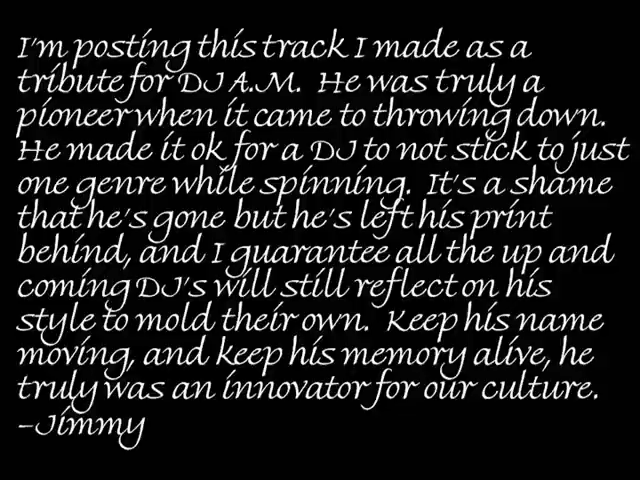 I'm posting this track I made as a
tribute for DJ A.M.  He was truly a
pioneer when it came to throwing down.
He made it ok for a DJ to not stick to just
one genre while spinning.  It's a shame
that he's gone but he's left his print
behind, and I guarantee all the up and
coming DJ's will still reflect on his
style to mold their own.  Keep his name
moving, and keep his memory alive, he
truly was an innovator for our culture.
-Jimmy